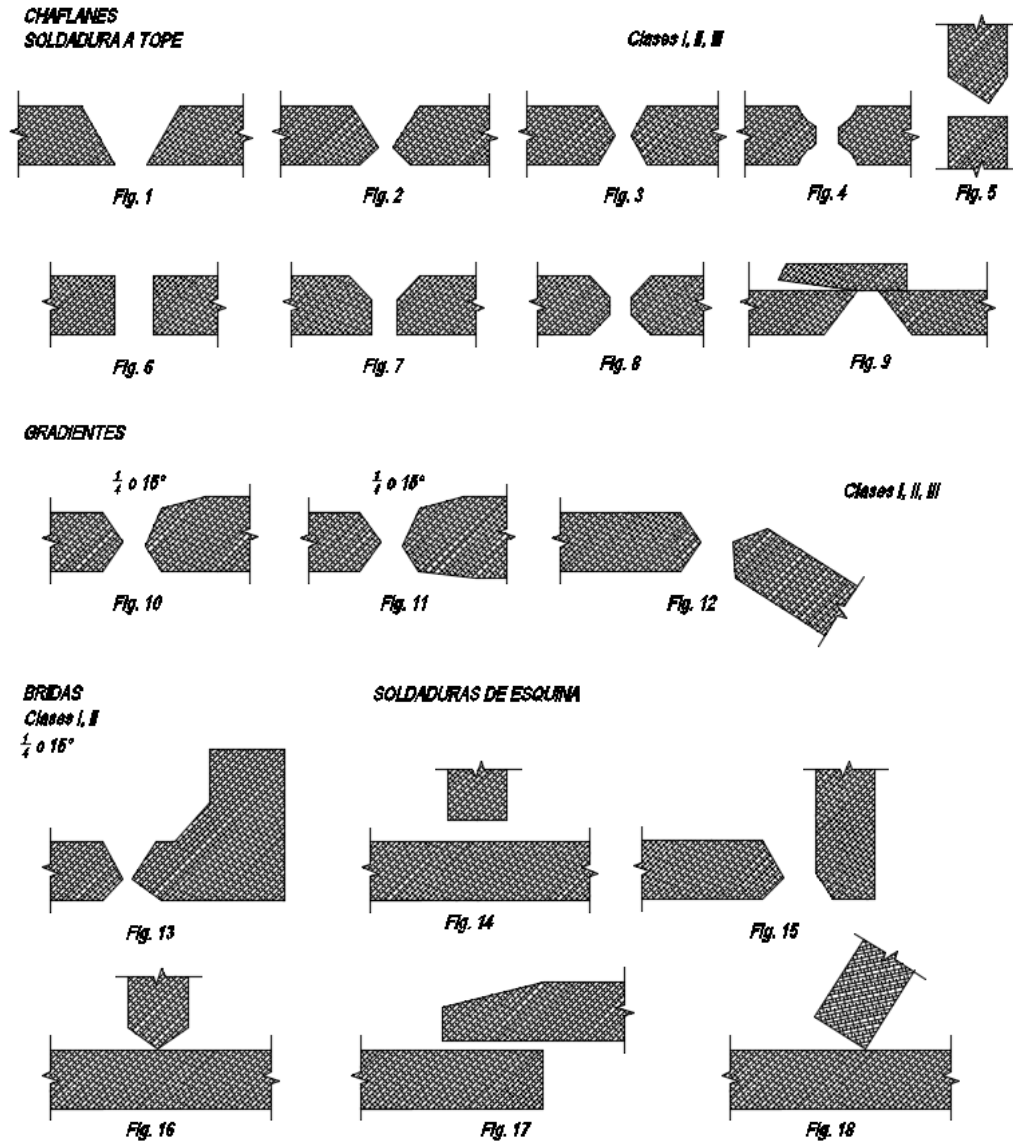 CHAFLANES
SOLDADURA A TOPE
Clases I, II, III
Fig. 1
Fig. 2
Fig. 3
Fig. 4
Fig. 5
Fig. 6
Fig. 7
Fig. 8
Fig. 9
GRADIENTES
1/4 o 15°
1/4 o 15°
Clases I, II, III
Fig. 10
Fig. 11
Fig. 12
BRIDAS
Clases I, II
1/4 o 15°
SOLDADURAS DE ESQUINA
Fig. 13
Fig. 14
Fig. 15
Fig. 16
Fig. 17
Fig. 18